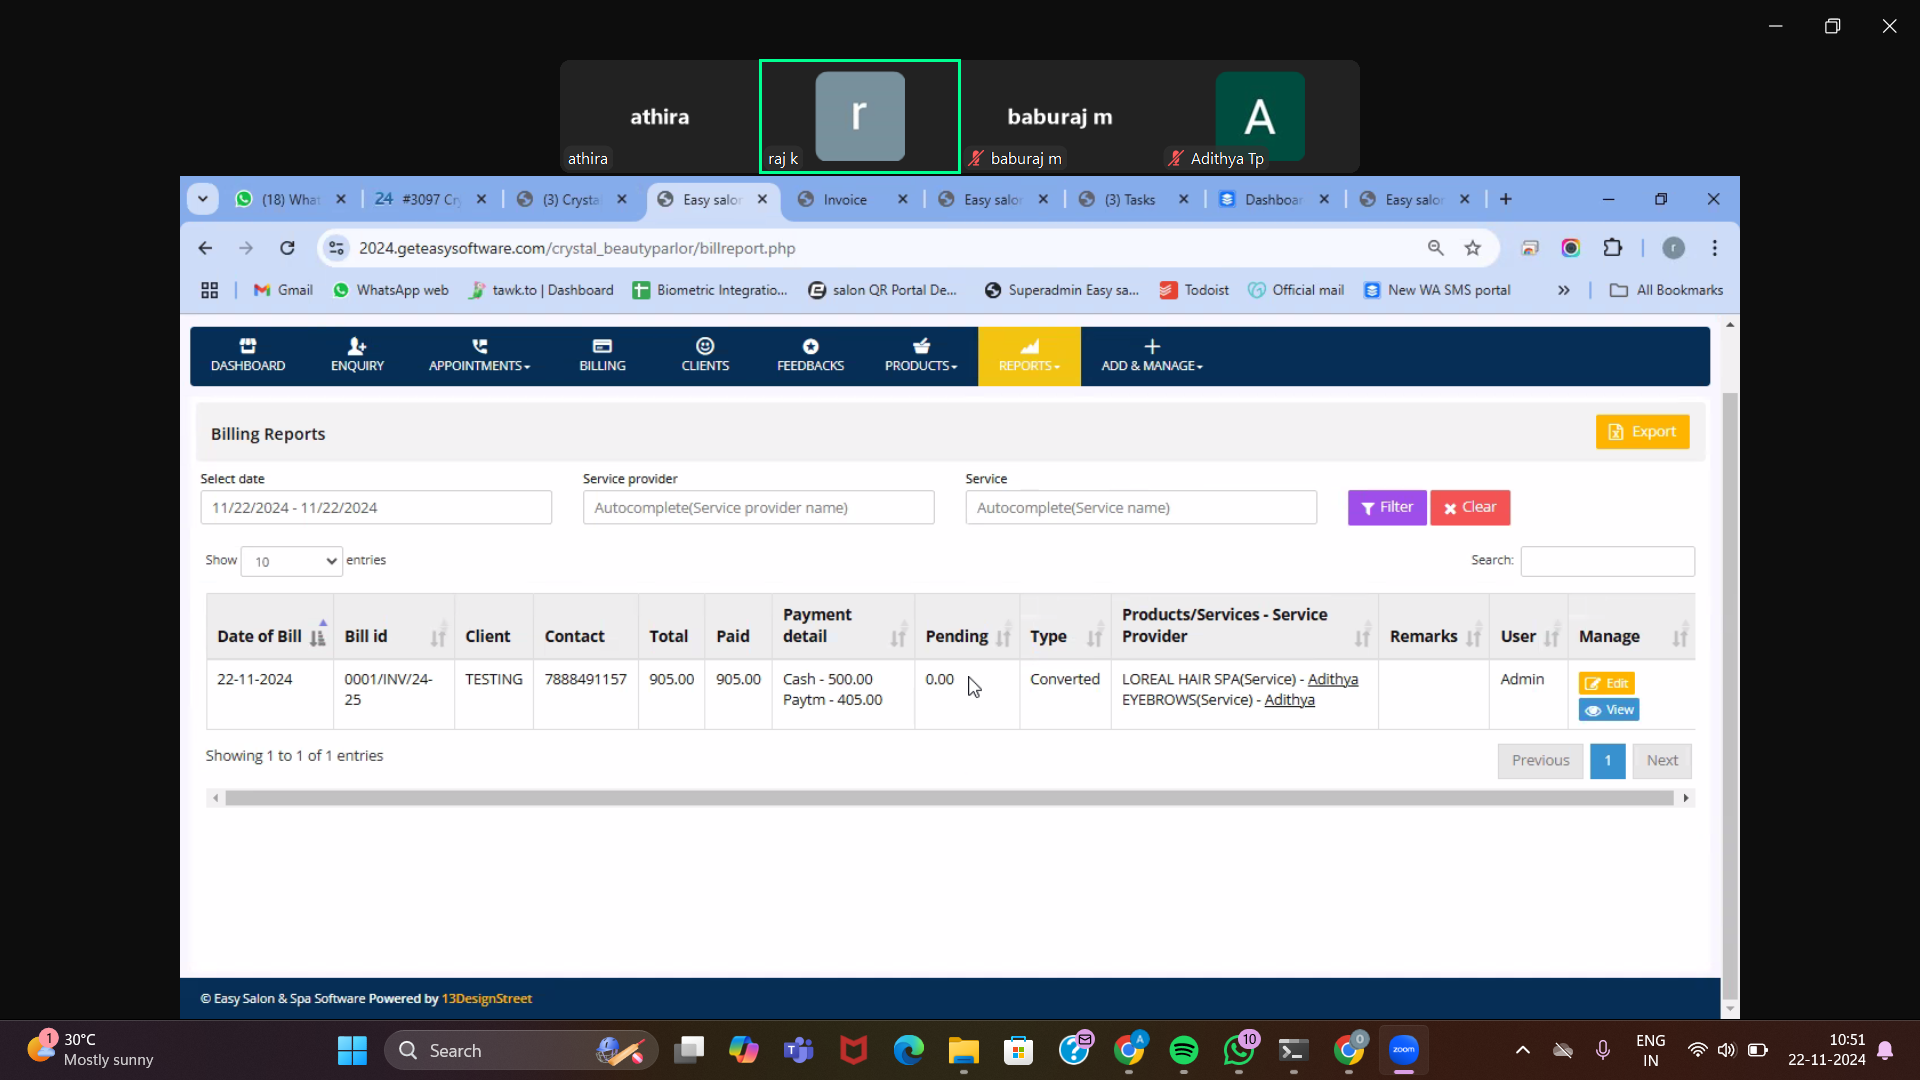 athira
r
baburaj m
A
athira
raj k
baburaj m
Adithya Tp
(18) What
24 #3097 Cr
(3) Crysta
Easy salo
Invoice
Easy salo
(3) Tasks
Dashboar
Easy salo
2024.geteasysoftware.com/crystal_beautyparlor/billreport.php
r
Gmail
WhatsApp web
tawk.to | Dashboard
Biometric Integratio...
salon QR Portal De...
Superadmin Easy sa...
Todoist
Official mail
New WA SMS portal
All Bookmarks
DASHBOARD
ENQUIRY
APPOINTMENTS
BILLING
CLIENTS
FEEDBACKS
PRODUCTS
REPORTS
ADD & MANAGE
Billing Reports
Export
Select date
Service provider
Service
11/22/2024 - 11/22/2024
Autocomplete(Service provider name)
Autocomplete(Service name)
Filter
Clear
Show 10 entries
Search:
Date of Bill
Bill id
Client
Contact
Total
Paid
Payment
detail
Pending
Type
Products/Services - Service
Provider
Remarks
User
Manage
22-11-2024
0001/INV/24-
25
TESTING
7888491157
905.00
905.00
Cash - 500.00
Paytm - 405.00
0.00
Converted
LOREAL HAIR SPA(Service) - Adithya
EYEBROWS(Service) - Adithya
Admin
Edit
View
Showing 1 to 1 of 1 entries
Previous
1
Next
© Easy Salon & Spa Software Powered by 13DesignStreet
1
30°C
Mostly sunny
Search
A
10
0
zoom
ENG
IN
10:51
22-11-2024